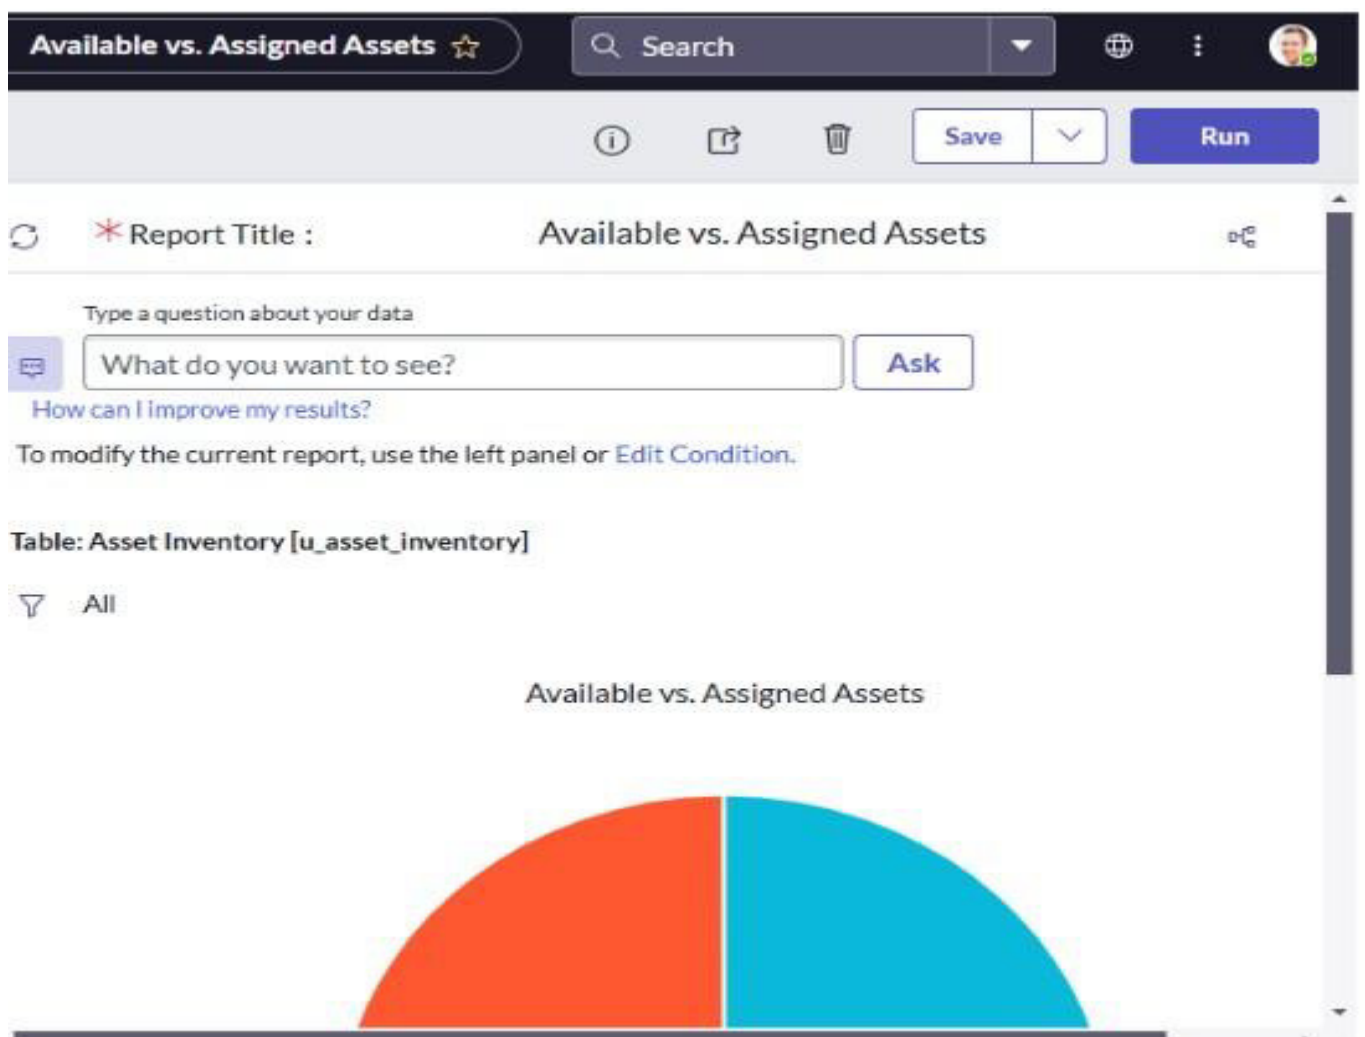 Available vs. Assigned Assets
Search
Save
Run
*Report Title :
Available vs. Assigned Assets
Type a question about your data
What do you want to see?
Ask
How can I improve my results?
To modify the current report, use the left panel or Edit Condition.
Table: Asset Inventory [u_asset_inventory]
All
Available vs. Assigned Assets